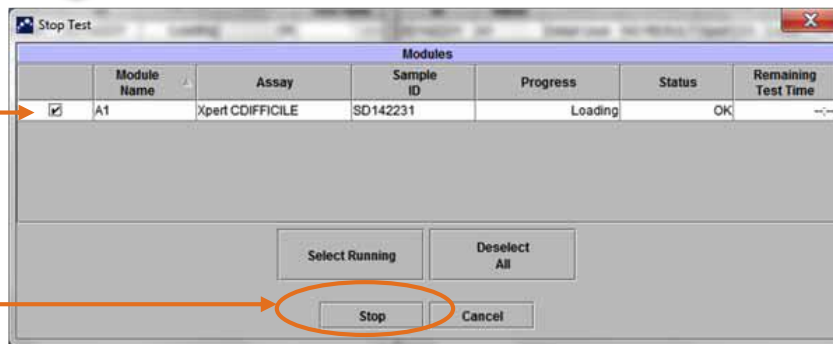 Stop Test
Modules
Module Name Assay Sample ID Progress Status Remaining Test Time
A1 Xpert CDIFFICILE SD142231 Loading OK --:--
Select Running Deselect All
Stop Cancel